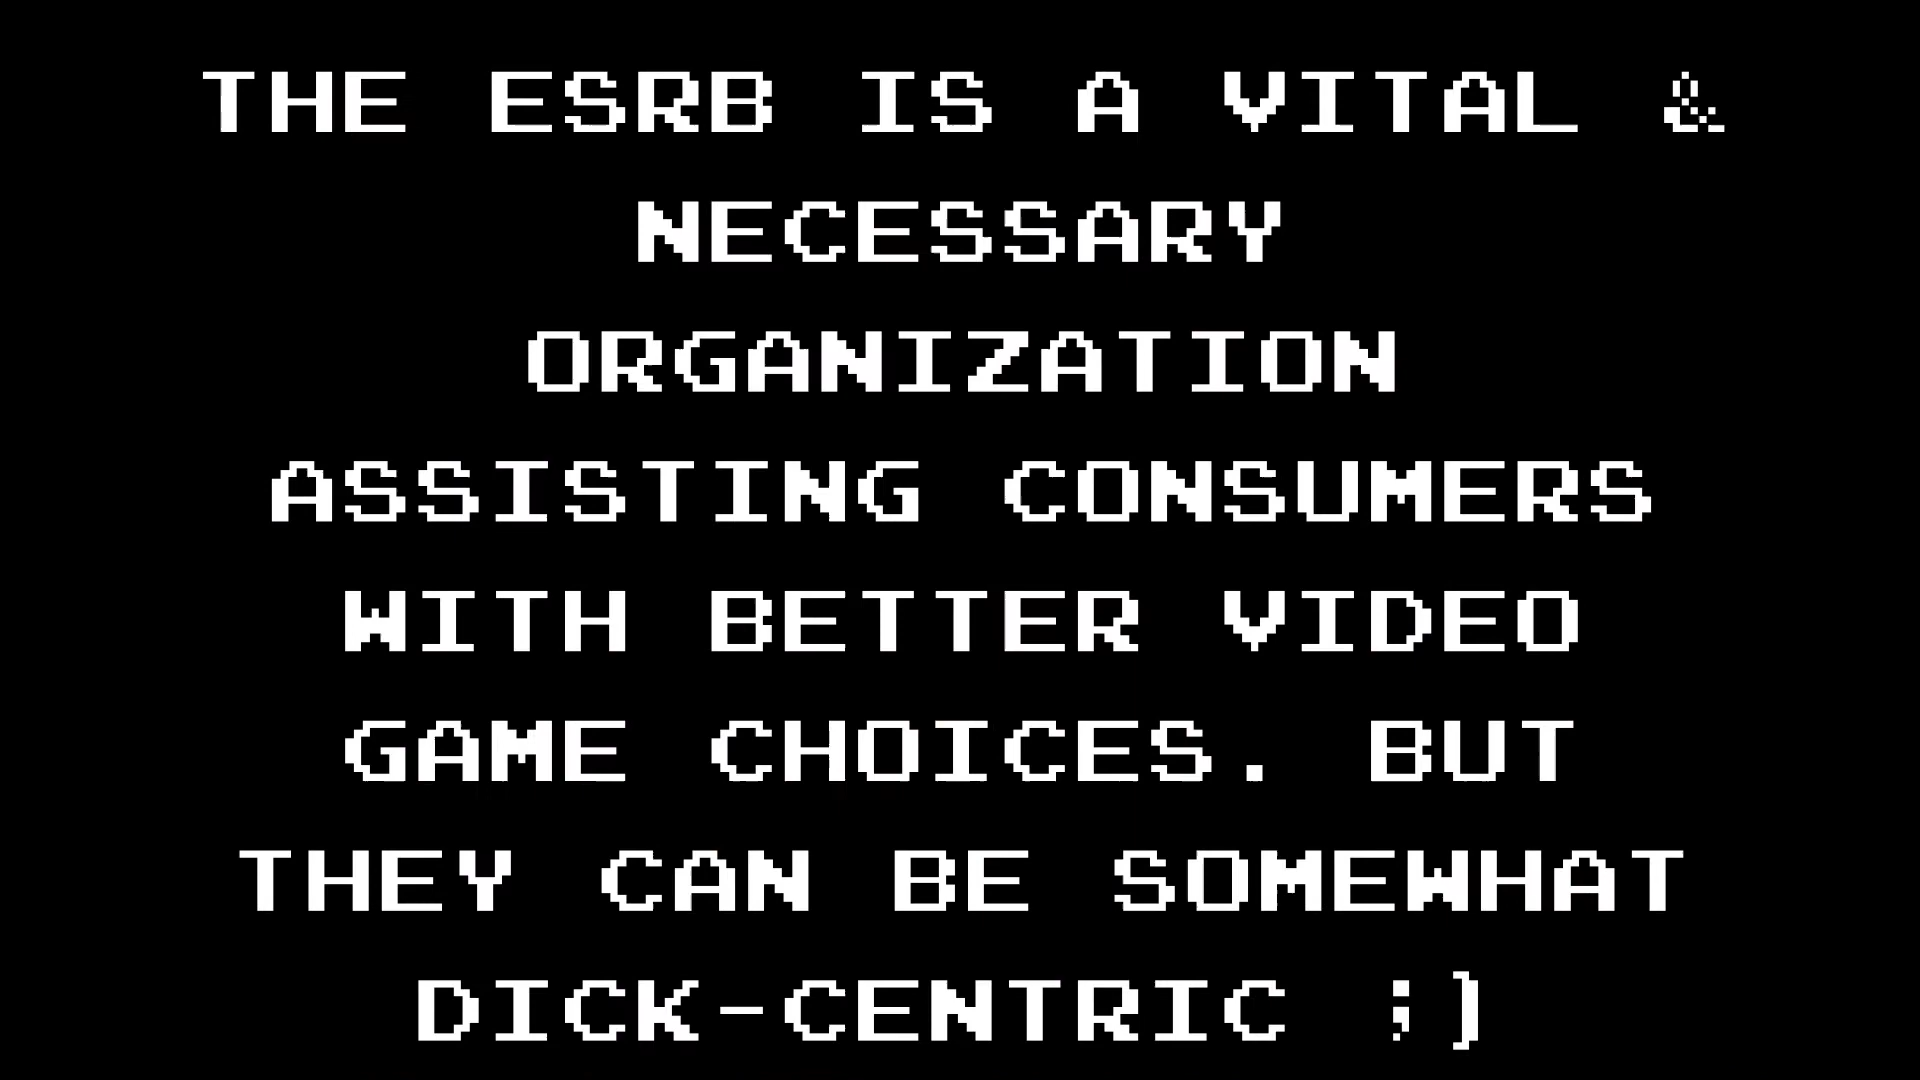 THE ESRB IS A VITAL &
NECESSARY
ORGANIZATION
ASSISTING CONSUMERS
WITH BETTER VIDEO
GAME CHOICES. BUT
THEY CAN BE SOMEWHAT
DICK-CENTRIC ;]